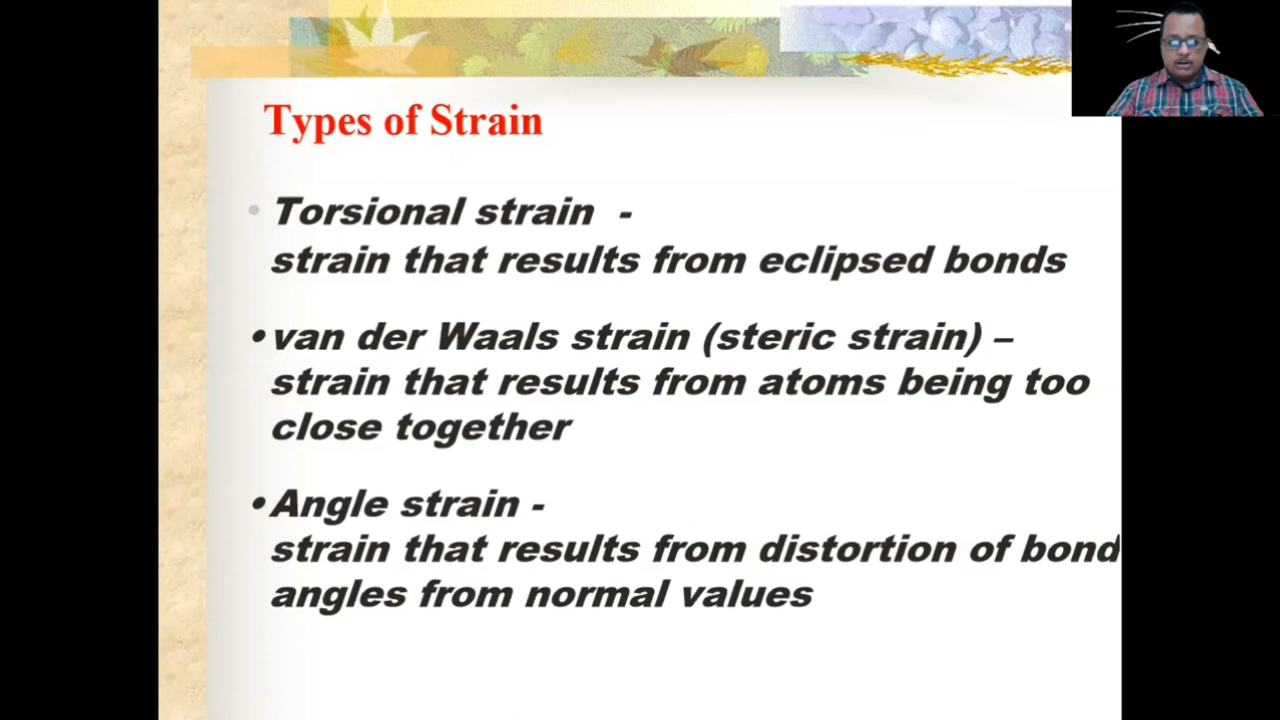 Types of Strain
• Torsional strain -
strain that results from eclipsed bonds
• van der Waals strain (steric strain) –
strain that results from atoms being too
close together
• Angle strain -
strain that results from distortion of bond
angles from normal values